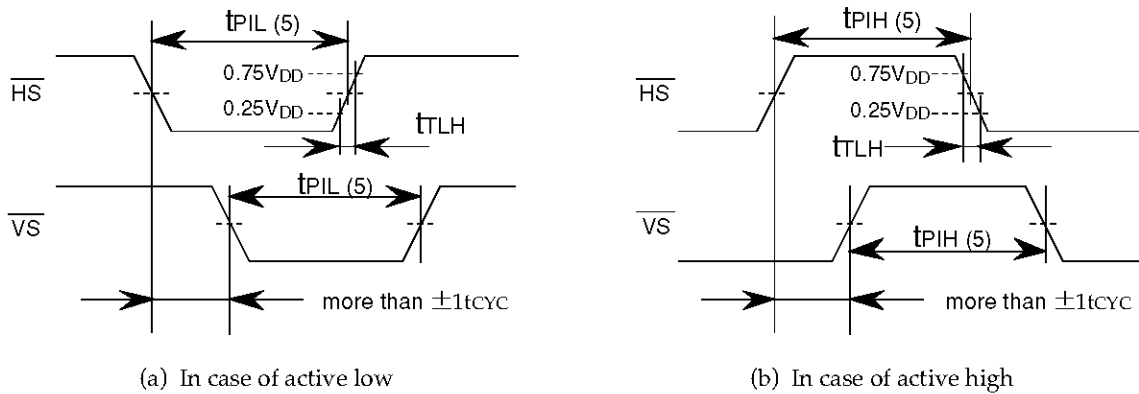 tPIL (5)
HS
0.75VDD
0.25VDD
tTLH
tPIL (5)
VS
more than ±1tCYC
(a) In case of active low
tPIH (5)
HS
0.75VDD
0.25VDD
tTLH
VS
tPIH (5)
more than ±1tCYC
(b) In case of active high